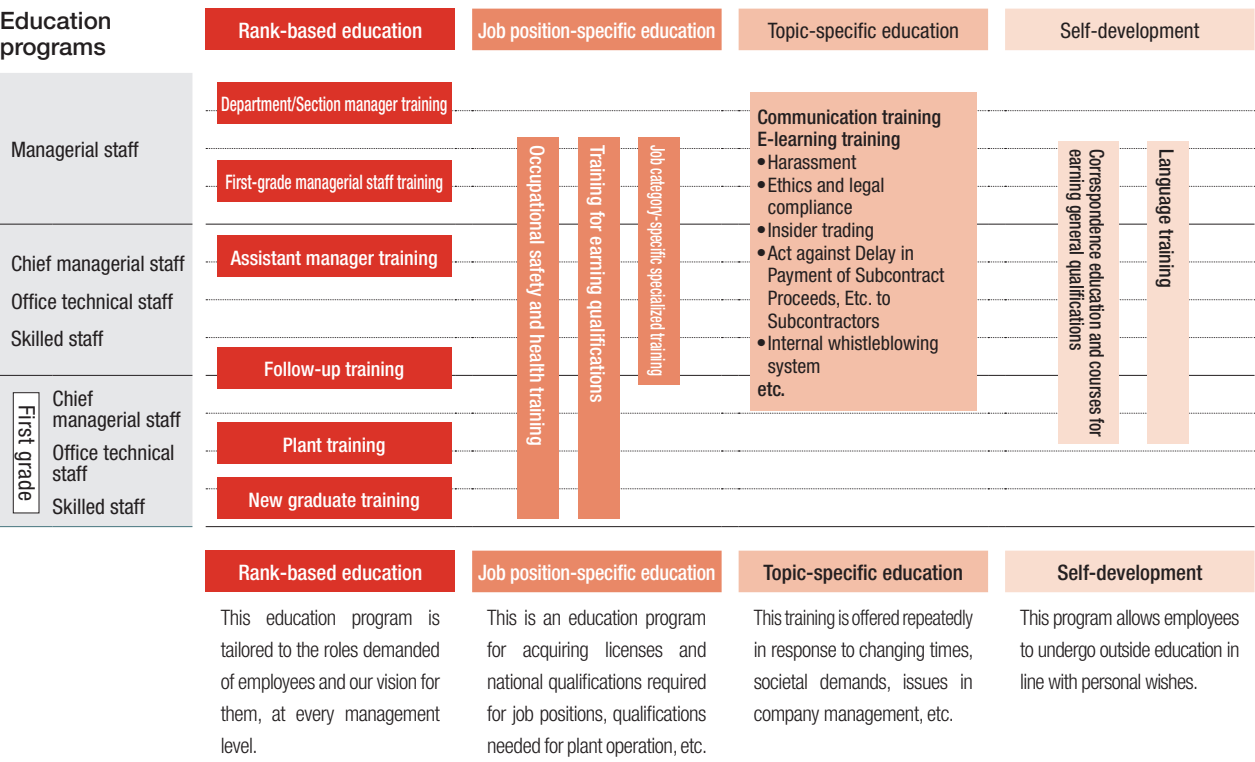 Education
programs
Rank-based education
Job position-specific education
Topic-specific education
Self-development
Managerial staff
Chief managerial staff
Office technical staff
Skilled staff
First grade
Chief
managerial staff
Office technical
staff
Skilled staff
Department/Section manager training
First-grade managerial staff training
Assistant manager training
Follow-up training
Plant training
New graduate training
Occupational safety and health training
Training for earning qualifications
Job category-specific specialized training
Communication training
E-learning training
•Harassment
•Ethics and legal
compliance
•Insider trading
•Act against Delay in
Payment of Subcontract
Proceeds, Etc. to
Subcontractors
•Internal whistleblowing
system
etc.
Correspondence education and courses for
earning general qualifications
Language training
Rank-based education
This education program is
tailored to the roles demanded
of employees and our vision for
them, at every management
level.
Job position-specific education
This is an education program
for acquiring licenses and
national qualifications required
for job positions, qualifications
needed for plant operation, etc.
Topic-specific education
This training is offered repeatedly
in response to changing times,
societal demands, issues in
company management, etc.
Self-development
This program allows employees
to undergo outside education in
line with personal wishes.